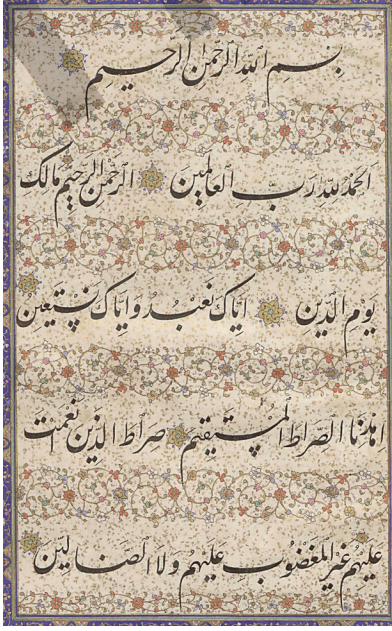 بسم الله الرحمن الرحيم
الحمد لله رب العالمين الرحمن الرحيم مالك
يوم الدين اياك نعبد و اياك نستعين
اهدنا الصراط المستقيم صراط الذين انعمت
عليهم غير المغضوب عليهم ولا الضالين